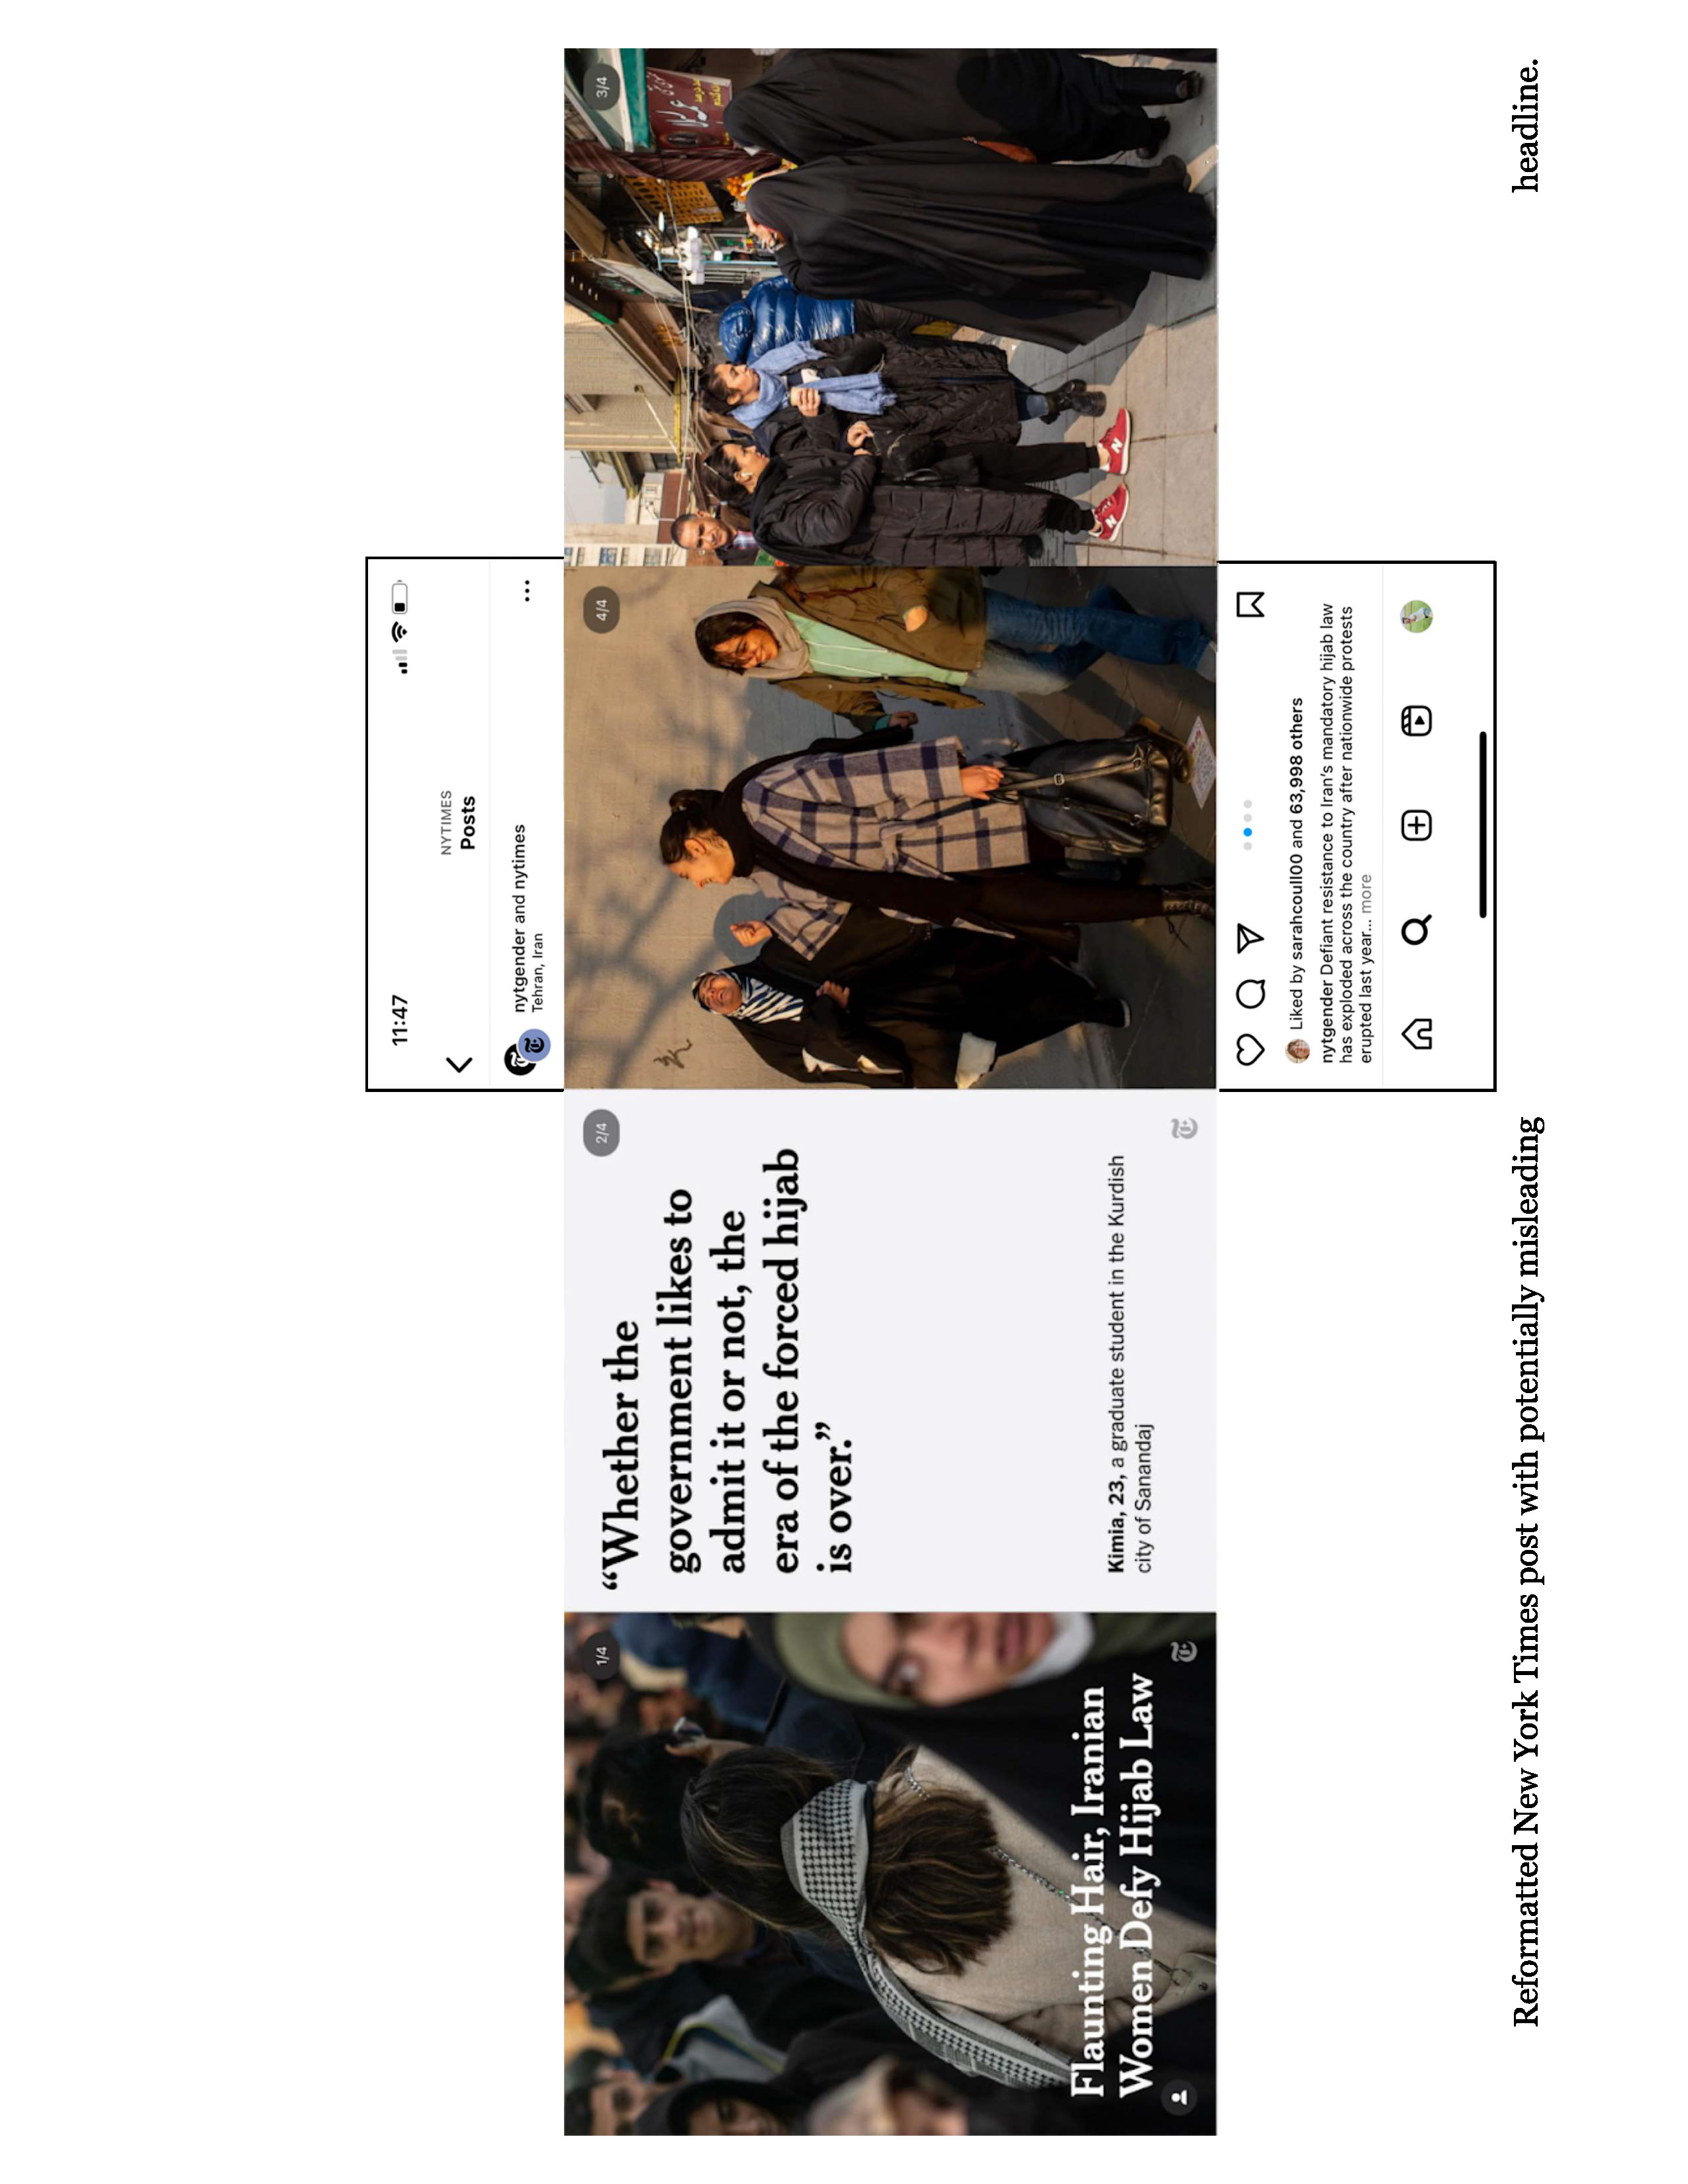 11:47
NYTIMES
Posts
nytgender and nytimes
Tehran, Iran
1/4
Flaunting Hair, Iranian
Women Defy Hijab Law
2/4
“Whether the
government likes to
admit it or not, the
era of the forced hijab
is over.”
Kimia, 23, a graduate student in the Kurdish
city of Sanandaj
4/4
3/4
Liked by sarahcoull00 and 63,998 others
nytgender Defiant resistance to Iran’s mandatory hijab law
has exploded across the country after nationwide protests
erupted last year... more
Reformatted New York Times post with potentially misleading headline.